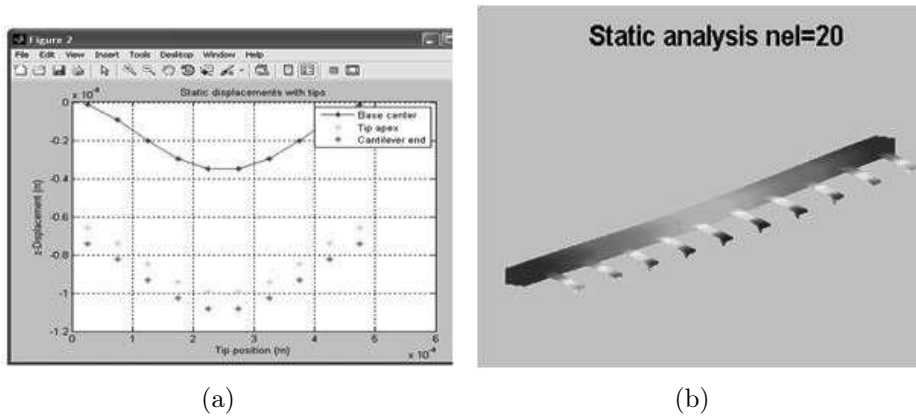 Figure 2
File Edit View Insert Tools Desktop Window Help
Static displacements with tips
x 10
0
-0.2
-0.4
-0.6
-0.8
-1
-1.2
z-Displacement (m)
Base center
Tip apex
Cantilever end
0 1 2 3 4 5 6
Tip position (m)
x 10
(a)
Static analysis nel=20
(b)